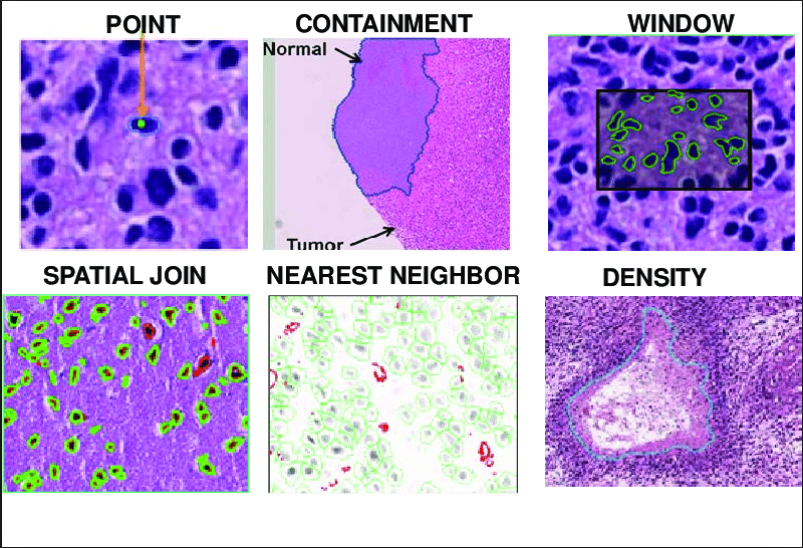 POINT
CONTAINMENT
WINDOW
Normal
Tumor
SPATIAL JOIN
NEAREST NEIGHBOR
DENSITY